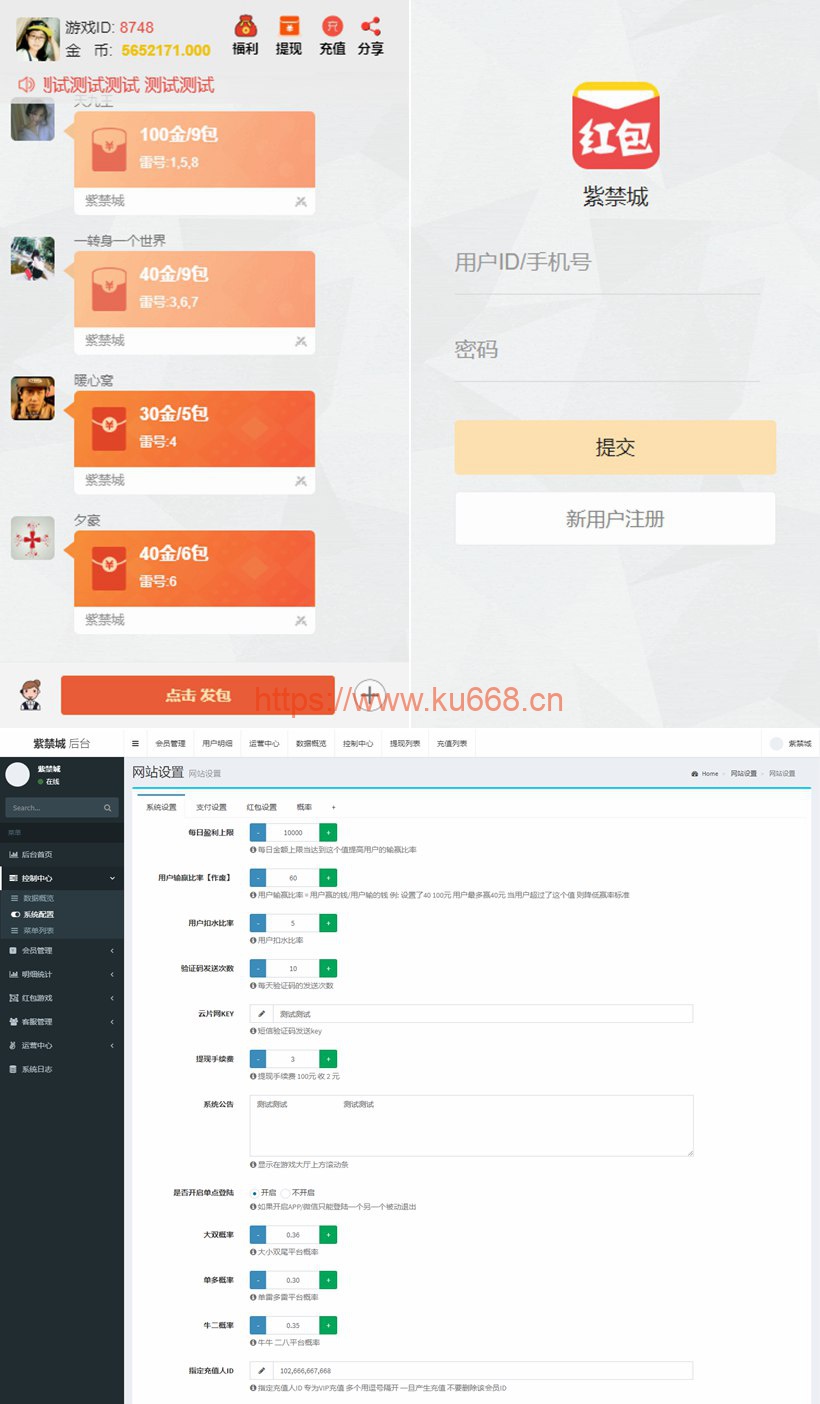 游戏ID: 8748
金 币: 5652171.000
福利 提现 充值 分享
测试测试测试 测试测试
天九王
100金/9包
雷号:1,5,8
紫禁城
一转身一个世界
40金/9包
雷号:3,6,7
紫禁城
暖心窝
30金/5包
雷号:4
紫禁城
夕豪
40金/6包
雷号:6
紫禁城
点击 发包
红包
紫禁城
用户ID/手机号
密码
提交
新用户注册
https://www.ku668.cn
紫禁城 后台
会员管理 用户明细 运营中心 数据概览 控制中心 提现列表 充值列表
紫禁城
紫禁城
在线
Search...
菜单
后台首页
控制中心
数据概览
系统配置
菜单列表
会员管理
明细统计
红包游戏
客服管理
运营中心
系统日志
网站设置 网站设置
Home 网站设置 网站设置
系统设置 支付设置 红包设置 概率 +
每日盈利上限 - 10000 +
每日金额上限当达到这个值提高用户的输赢比率
用户输赢比率【作废】 - 60 +
用户输赢比率 = 用户赢的钱/用户输的钱 例: 设置了40 100元 用户最多赢40元 当用户超过了这个值 则降低赢率标准
用户扣水比率 - 5 +
用户扣水比率
验证码发送次数 - 10 +
每天验证码的发送次数
云片网KEY 测试测试
短信验证码发送key
提现手续费 - 3 +
提现手续费 100元 收 2 元
系统公告 测试测试 测试测试
显示在游戏大厅上方滚动条
是否开启单点登陆 开启 不开启
如果开启APP/微信只能登陆一个 另一个被动退出
大双概率 - 0.36 +
大小双尾平台概率
单多概率 - 0.30 +
单雷多雷平台概率
牛二概率 - 0.35 +
牛牛 二八平台概率
指定充值人ID 102,666,667,668
指定充值人ID 专为VIP充值 多个用逗号隔开 一旦产生充值 不要删除该会员ID